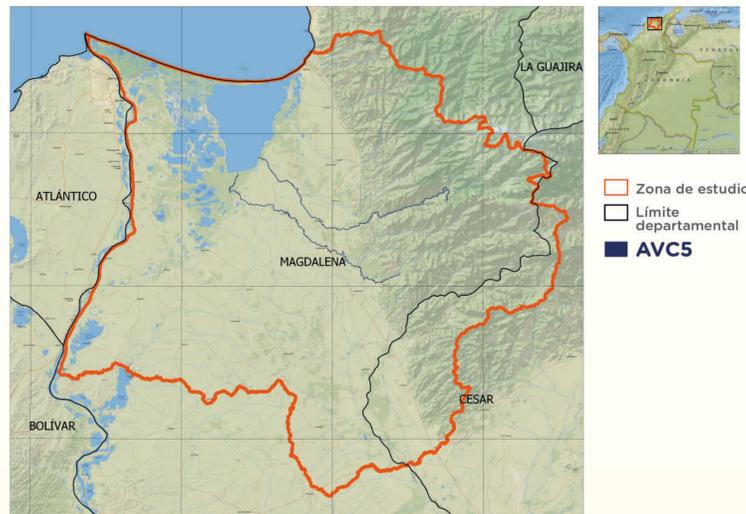 LA GUAJIRA
ATLÁNTICO
MAGDALENA
CESAR
BOLÍVAR
Zona de estudio
Límite
departamental
AVC5